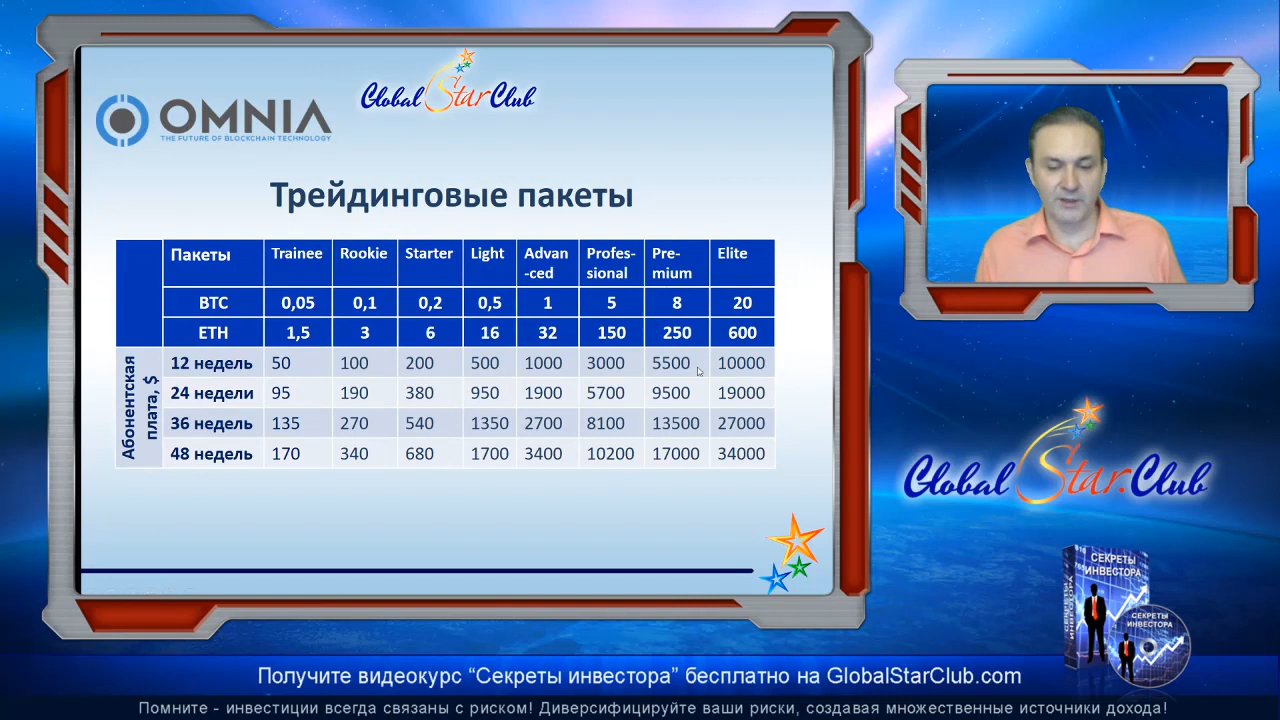 OMNIA
THE FUTURE OF BLOCKCHAIN TECHNOLOGY
Global Star Club
Трейдинговые пакеты
Пакеты Trainee Rookie Starter Light Advan-ced Profes-sional Pre-mium Elite
BTC 0,05 0,1 0,2 0,5 1 5 8 20
ETH 1,5 3 6 16 32 150 250 600
Абонентская плата, $
12 недель 50 100 200 500 1000 3000 5500 10000
24 недели 95 190 380 950 1900 5700 9500 19000
36 недель 135 270 540 1350 2700 8100 13500 27000
48 недель 170 340 680 1700 3400 10200 17000 34000
Global Star.Club
СЕКРЕТЫ
ИНВЕСТОРА
СЕКРЕТЫ
ИНВЕСТОРА
Получите видеокурс “Секреты инвестора” бесплатно на GlobalStarClub.com
Помните - инвестиции всегда связаны с риском! Диверсифицируйте ваши риски, создавая множественные источники дохода!